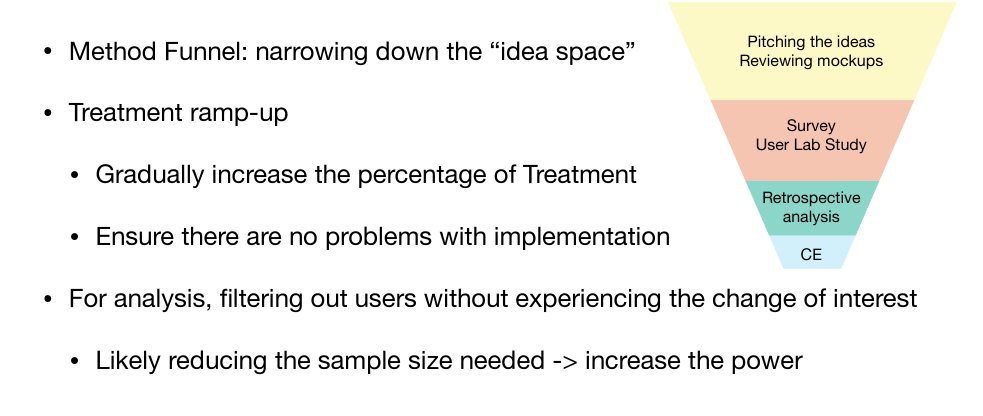 • Method Funnel: narrowing down the “idea space”
• Treatment ramp-up
• Gradually increase the percentage of Treatment
• Ensure there are no problems with implementation
• For analysis, filtering out users without experiencing the change of interest
• Likely reducing the sample size needed -> increase the power
Pitching the ideas
Reviewing mockups
Survey
User Lab Study
Retrospective
analysis
CE